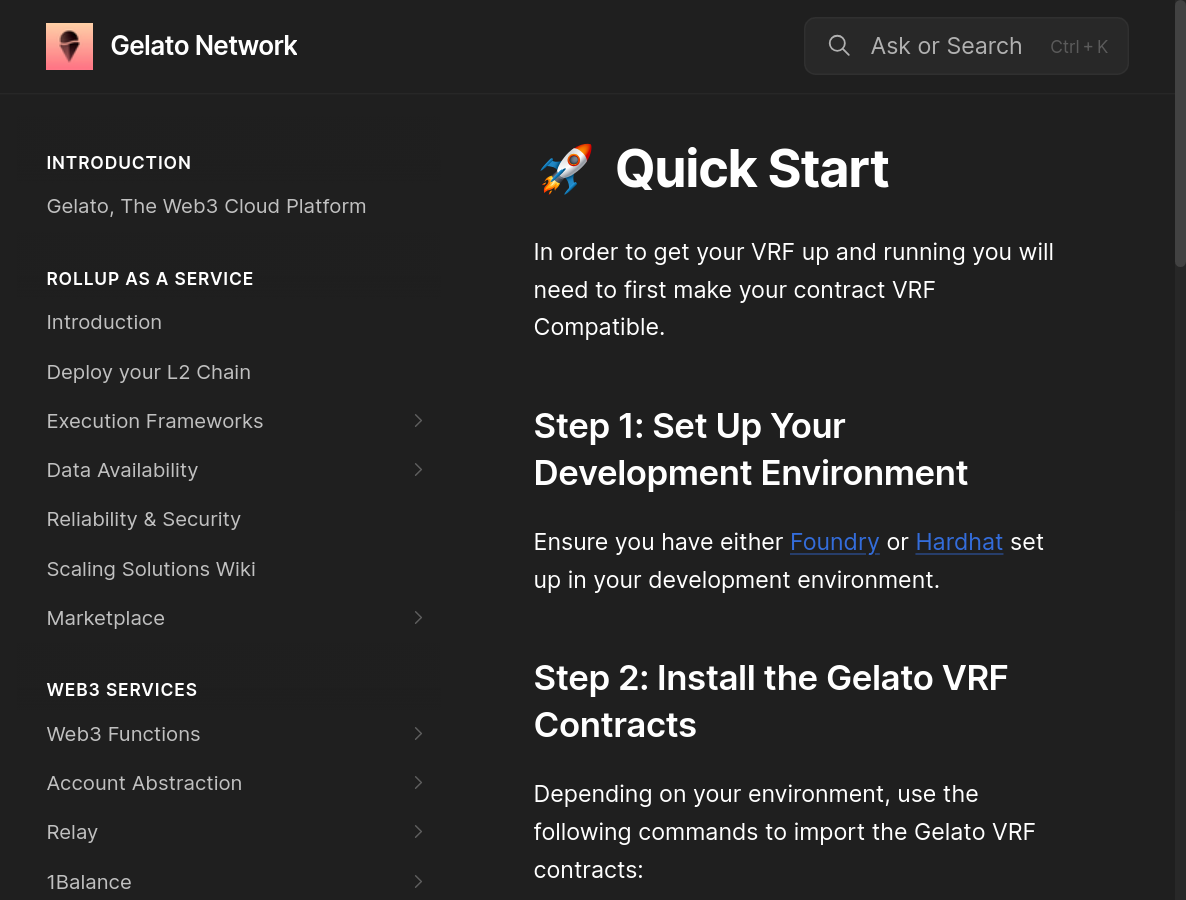 Gelato Network
Ask or Search
Ctrl + K
INTRODUCTION
Gelato, The Web3 Cloud Platform
ROLLUP AS A SERVICE
Introduction
Deploy your L2 Chain
Execution Frameworks
Data Availability
Reliability & Security
Scaling Solutions Wiki
Marketplace
WEB3 SERVICES
Web3 Functions
Account Abstraction
Relay
1Balance
🚀 Quick Start
In order to get your VRF up and running you will
need to first make your contract VRF
Compatible.
Step 1: Set Up Your
Development Environment
Ensure you have either Foundry or Hardhat set
up in your development environment.
Step 2: Install the Gelato VRF
Contracts
Depending on your environment, use the
following commands to import the Gelato VRF
contracts: